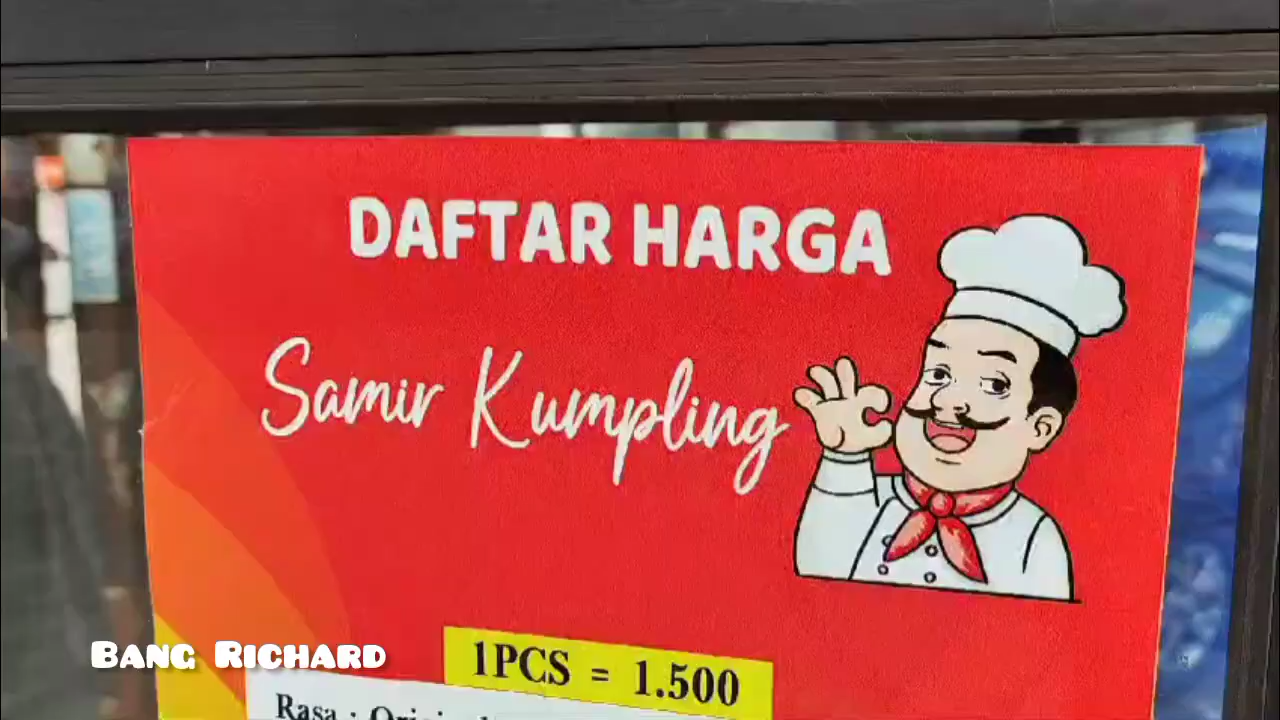 DAFTAR HARGA
Samir Kumpling
1PCS = 1.500
Rasa :
BANG RICHARD